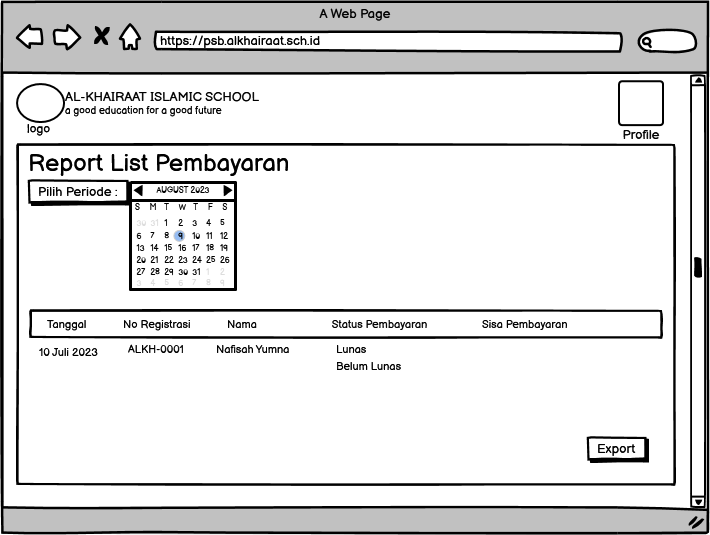 A Web Page
https://psb.alkhairaat.sch.id
AL-KHAIRAAT ISLAMIC SCHOOL
a good education for a good future
logo
Profile
Report List Pembayaran
Pilih Periode :
AUGUST 2023
S M T W T F S
30 31 1 2 3 4 5
6 7 8 9 10 11 12
13 14 15 16 17 18 19
20 21 22 23 24 25 26
27 28 29 30 31 1 2
3 4 5 6 7 8 9
Tanggal No Registrasi Nama Status Pembayaran Sisa Pembayaran
10 Juli 2023 ALKH-0001 Nafisah Yumna Lunas
Belum Lunas
Export